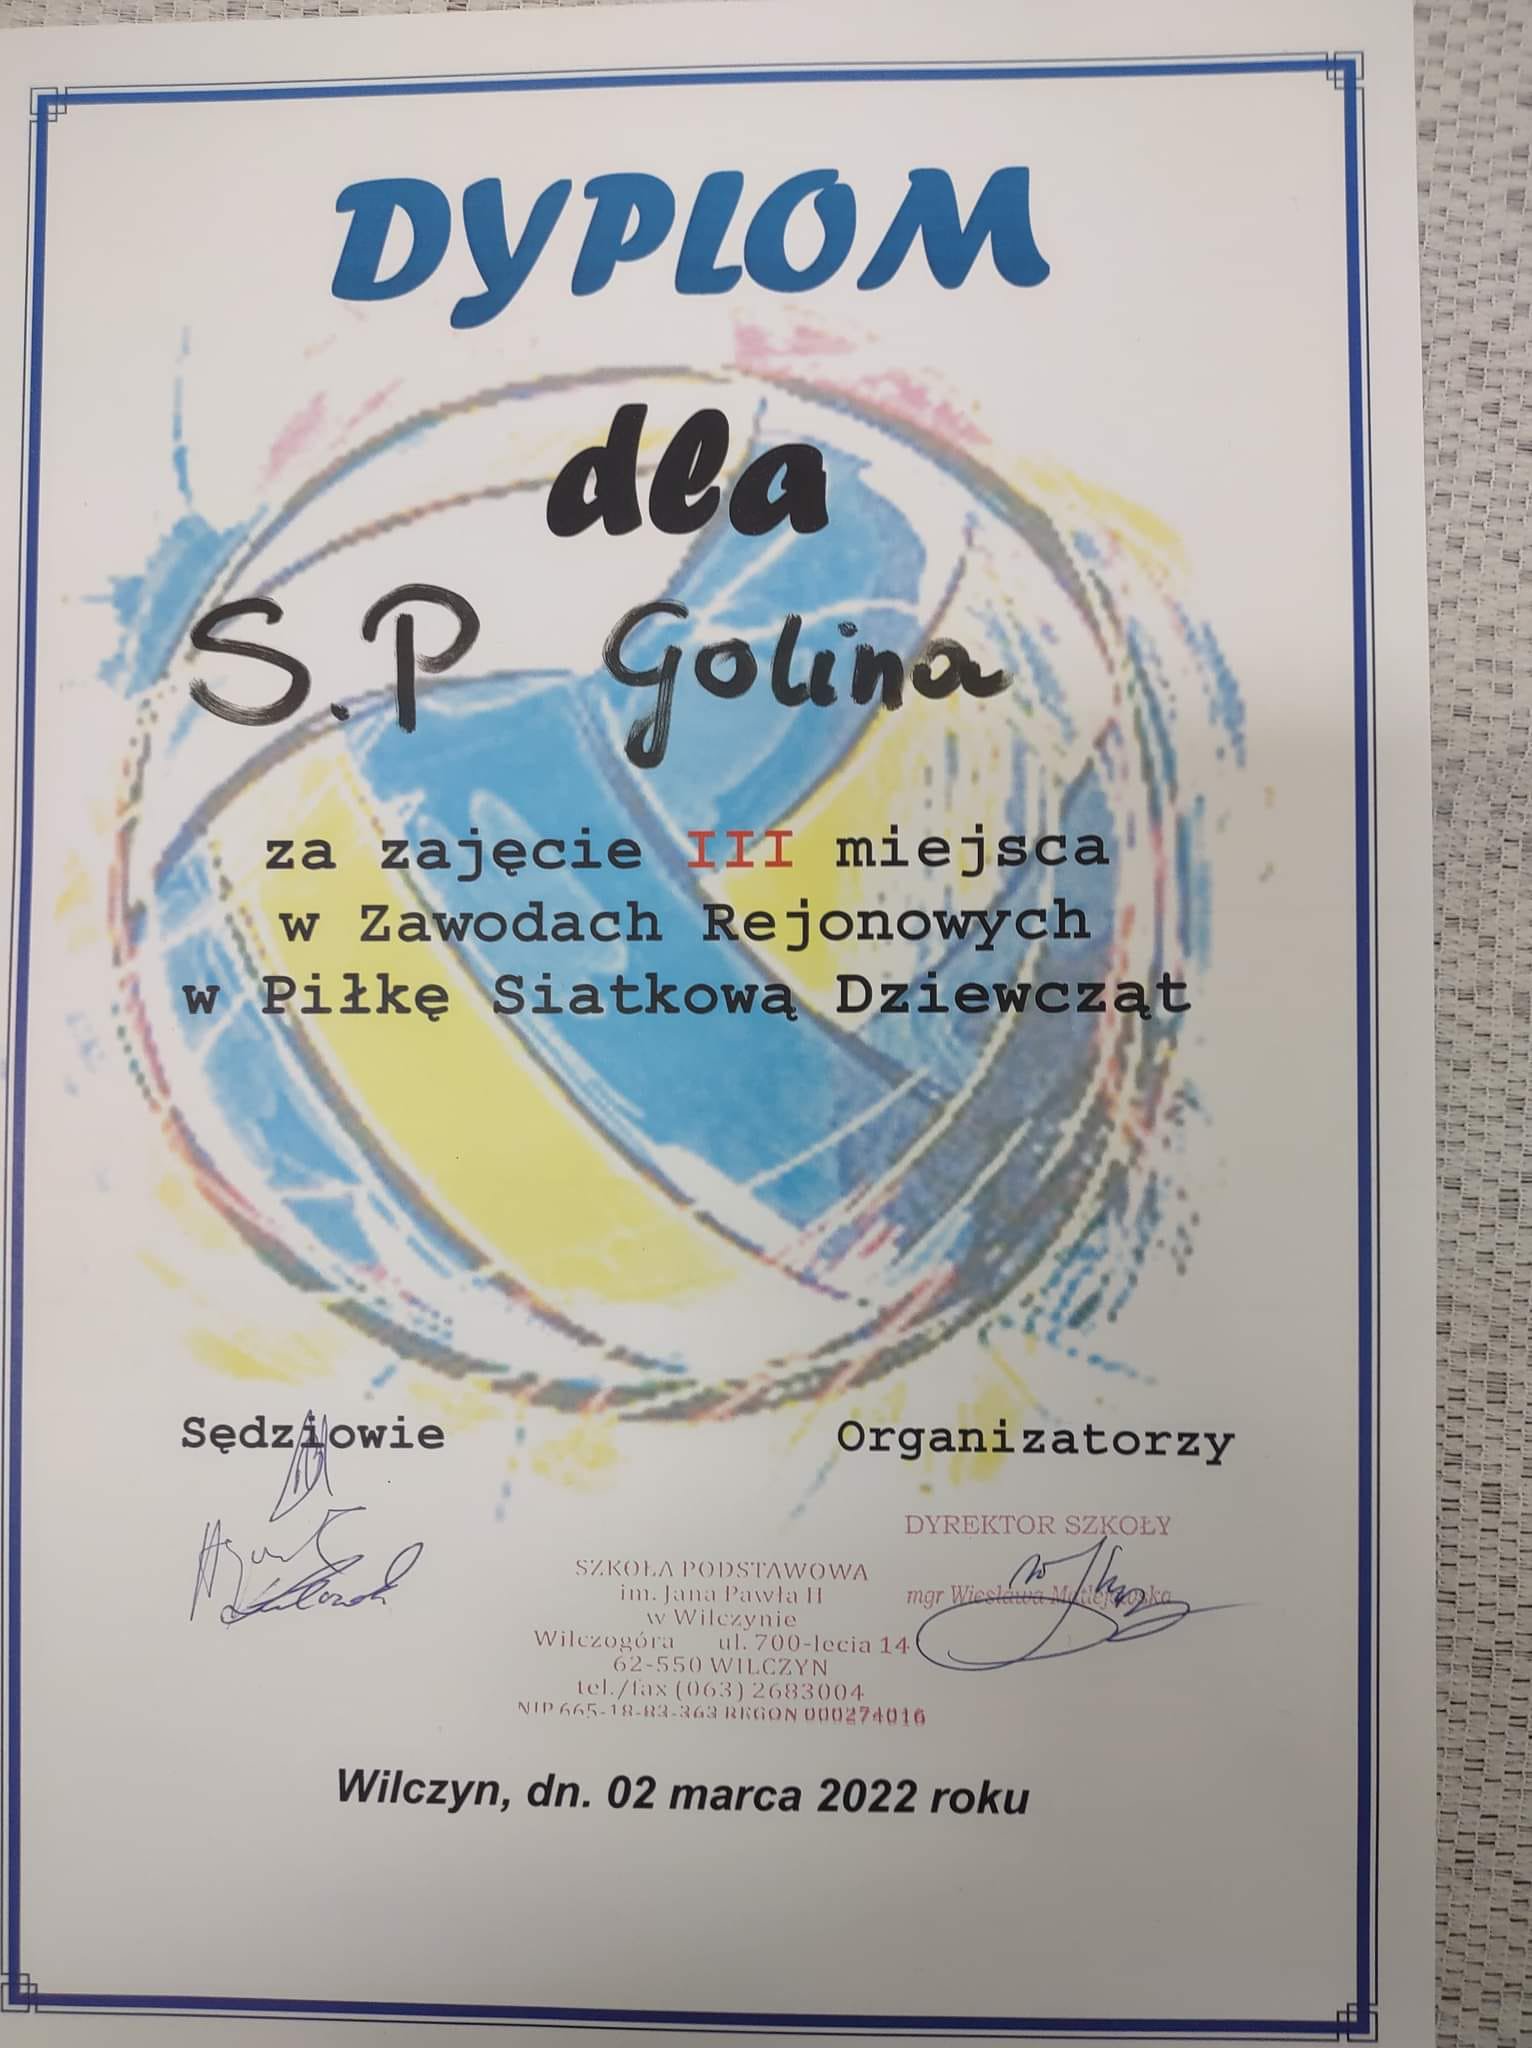 DYPLOM
dla
S.P Golina
za zajęcie III miejsca
w Zawodach Rejonowych
w Piłkę Siatkową Dziewcząt
Sędziowie
Organizatorzy
DYREKTOR SZKOŁY
mgr Wiesława
SZKOŁA PODSTAWOWA
im. Jana Pawła II
w Wilczynie
Wilczogóra ul. 700-lecia 14
62-550 WILCZYN
tel./fax (063) 2683004
NIP 665-18-83-363 REGON 000274016
Wilczyn, dn. 02 marca 2022 roku